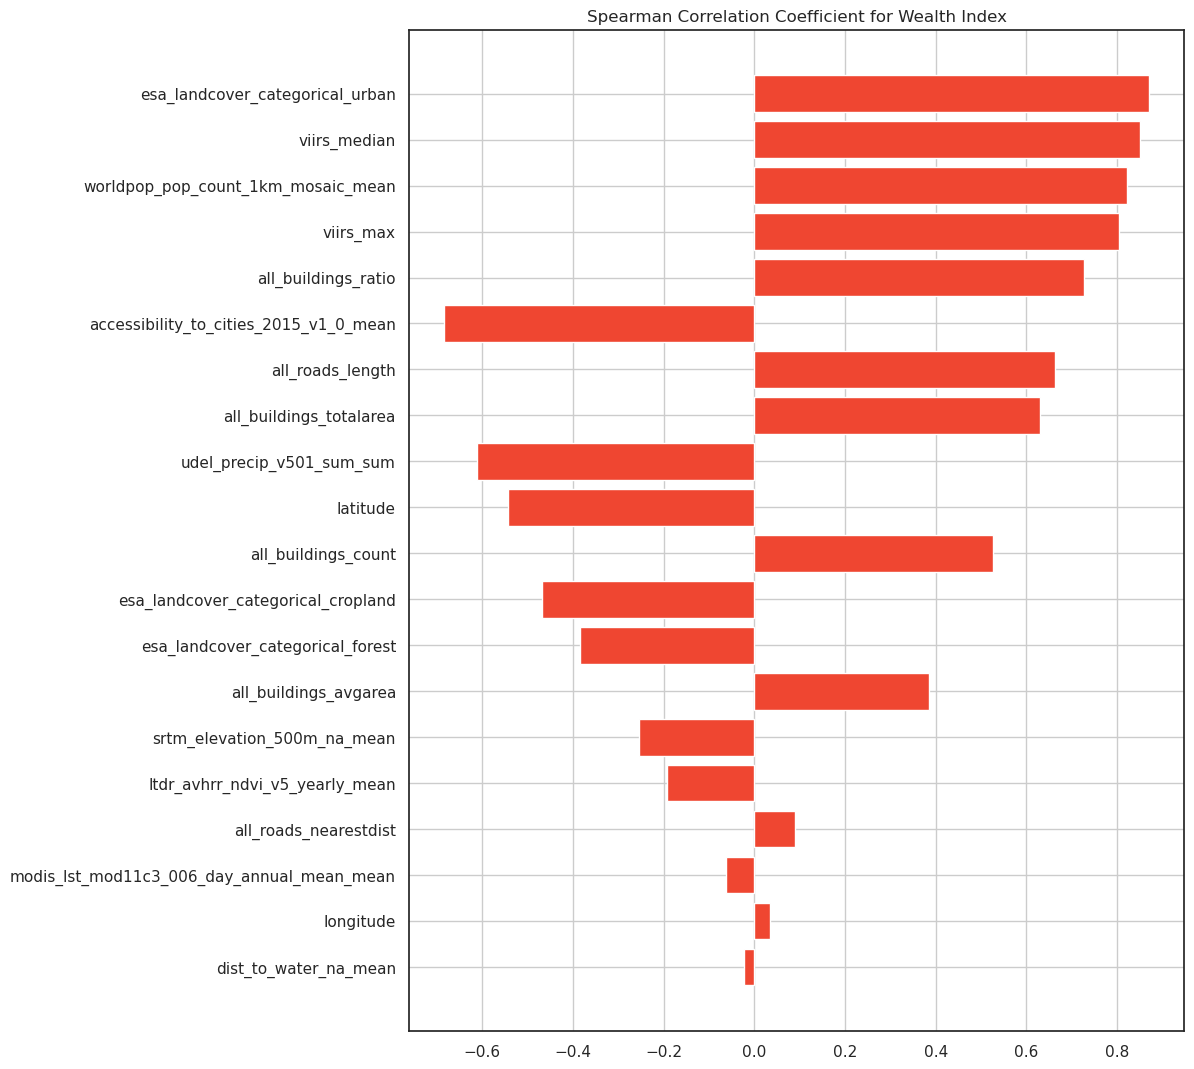 Spearman Correlation Coefficient for Wealth Index
esa_landcover_categorical_urban
viirs_median
worldpop_pop_count_1km_mosaic_mean
viirs_max
all_buildings_ratio
accessibility_to_cities_2015_v1_0_mean
all_roads_length
all_buildings_totalarea
udel_precip_v501_sum_sum
latitude
all_buildings_count
esa_landcover_categorical_cropland
esa_landcover_categorical_forest
all_buildings_avgarea
srtm_elevation_500m_na_mean
ltdr_avhrr_ndvi_v5_yearly_mean
all_roads_nearestdist
modis_lst_mod11c3_006_day_annual_mean_mean
longitude
dist_to_water_na_mean
−0.6 −0.4 −0.2 0.0 0.2 0.4 0.6 0.8